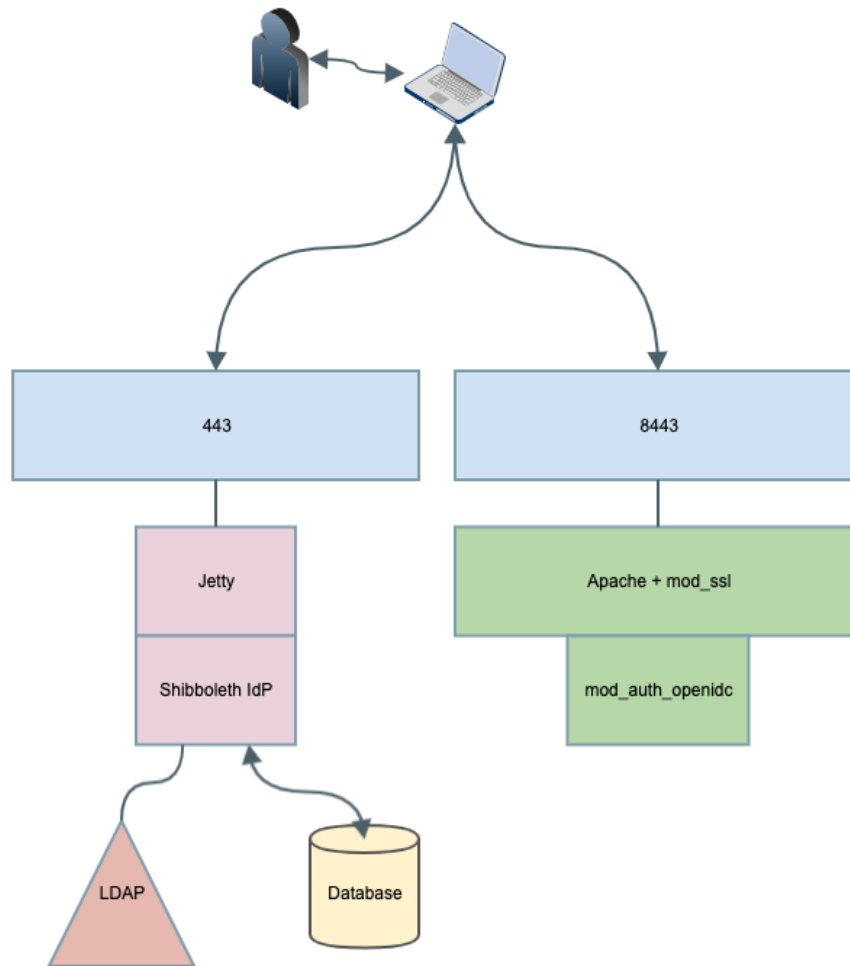 443
8443
Jetty
Apache + mod_ssl
Shibboleth IdP
mod_auth_openidc
LDAP
Database